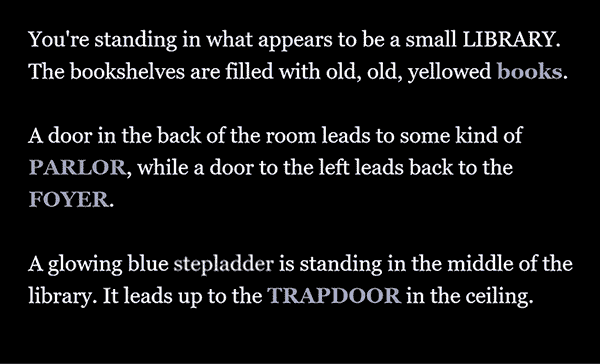 You're standing in what appears to be a small LIBRARY.
The bookshelves are filled with old, old, yellowed books.
A door in the back of the room leads to some kind of
PARLOR, while a door to the left leads back to the
FOYER.
A glowing blue stepladder is standing in the middle of the
library. It leads up to the TRAPDOOR in the ceiling.